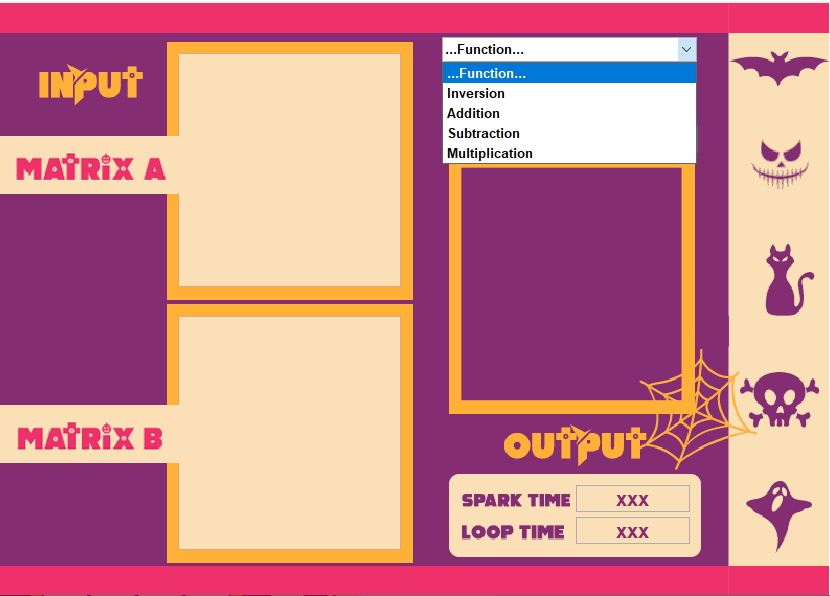 INPUT
MATRIX A
MATRIX B
...Function...
...Function...
Inversion
Addition
Subtraction
Multiplication
OUTPUT
SPARK TIME XXX
LOOP TIME XXX